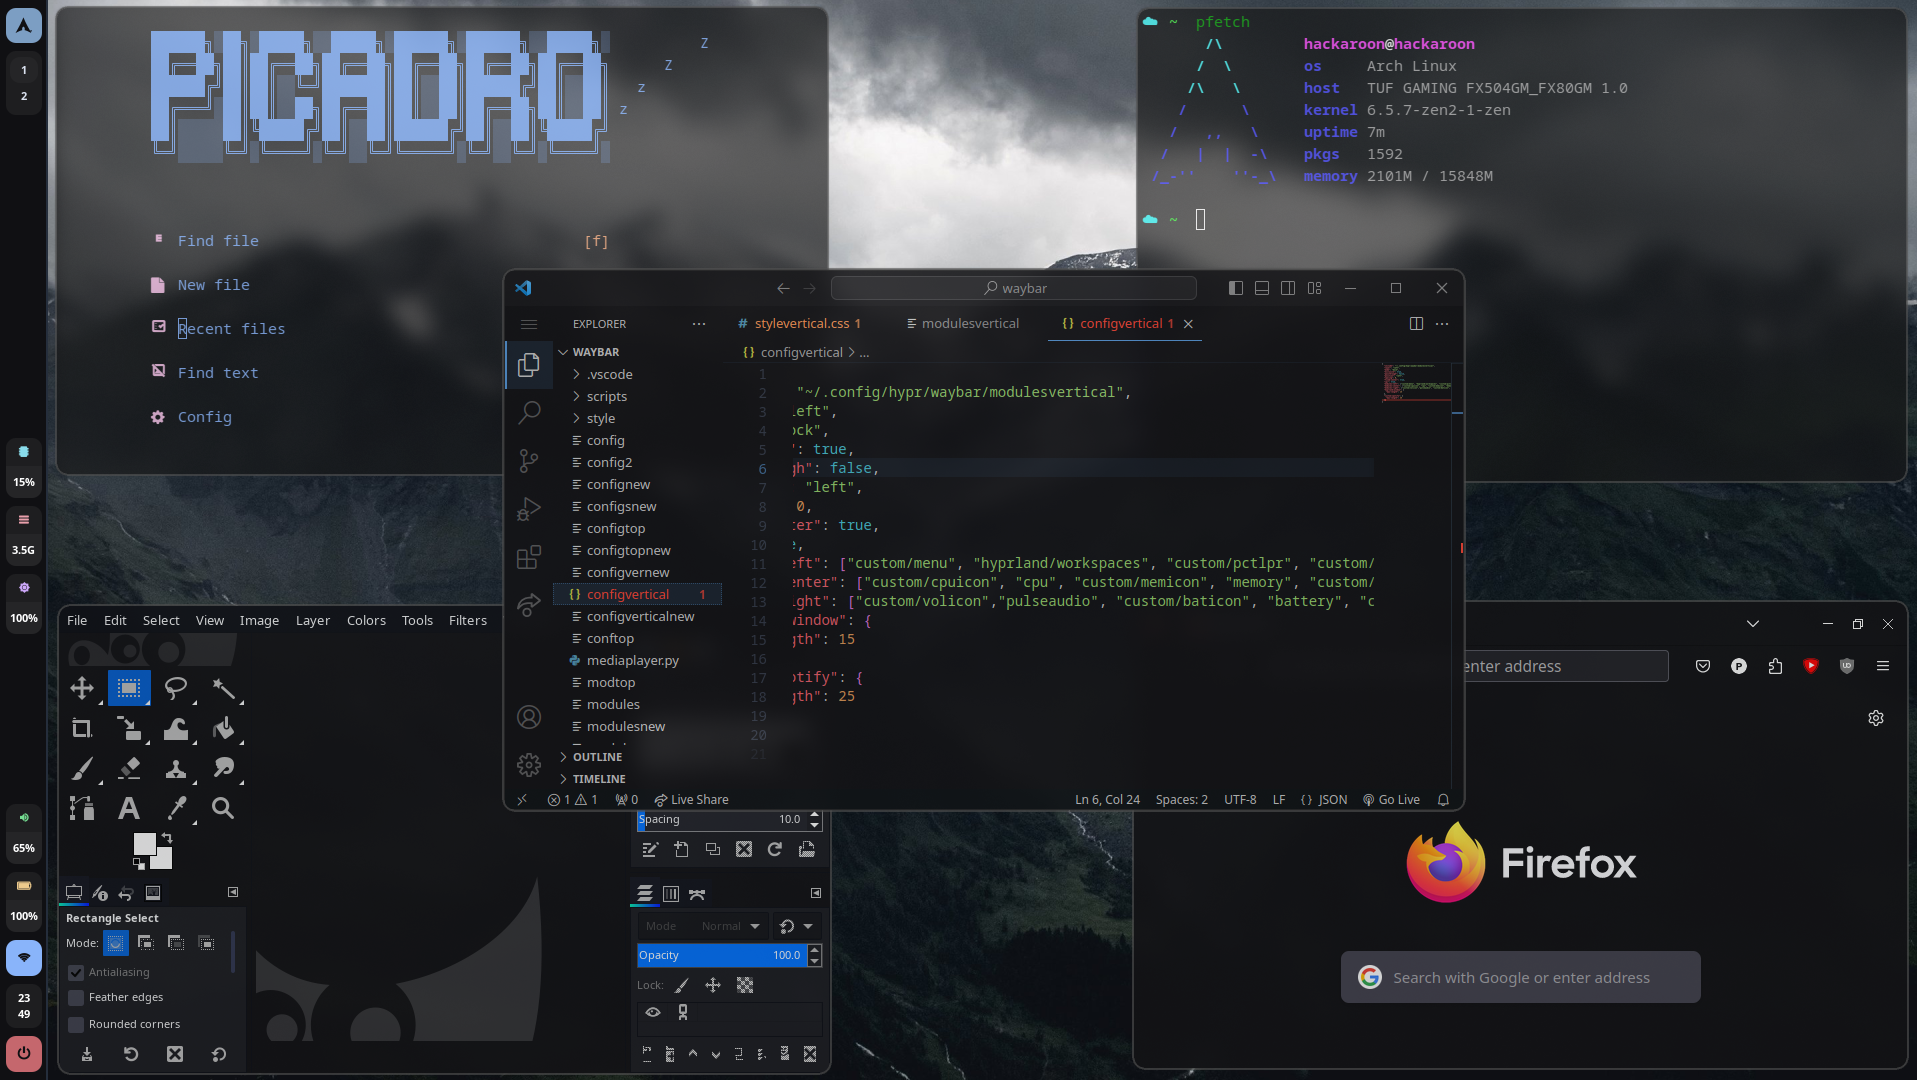 1
2
15%
3.5G
100%
65%
100%
23
49
PICADRO
Z
Z
z
z
Find file [f]
New file
Recent files
Find text
Config
~ pfetch
hackaroon@hackaroon
os Arch Linux
host TUF GAMING FX504GM_FX80GM 1.0
kernel 6.5.7-zen2-1-zen
uptime 7m
pkgs 1592
memory 2101M / 15848M
~
waybar
EXPLORER
# stylevertical.css 1
modulesvertical
{} configvertical 1
{} configvertical > ...
WAYBAR
.vscode
scripts
style
config
config2
confignew
configsnew
configtop
configtopnew
configvernew
{} configvertical 1
configverticalnew
conftop
mediaplayer.py
modtop
modules
modulesnew
OUTLINE
TIMELINE
1
2 "~/.config/hypr/waybar/modulesvertical",
3 left",
4 ock",
5 ": true,
6 gh": false,
7 "left",
8 0,
9 ter": true,
10 e,
11 eft": ["custom/menu", "hyprland/workspaces", "custom/pctlpr", "custom/
12 enter": ["custom/cpuicon", "cpu", "custom/memicon", "memory", "custom/
13 ight": ["custom/volicon","pulseaudio", "custom/baticon", "battery", "c
14 window": {
15 gth": 15
16
17 otify": {
18 gth": 25
19
20
21
1 1 0 Live Share
Ln 6, Col 24 Spaces: 2 UTF-8 LF {} JSON Go Live
File Edit Select View Image Layer Colors Tools Filters
Rectangle Select
Mode:
Antialiasing
Feather edges
Rounded corners
Spacing 10.0
Mode Normal
Opacity 100.0
Lock:
enter address
Firefox
Search with Google or enter address